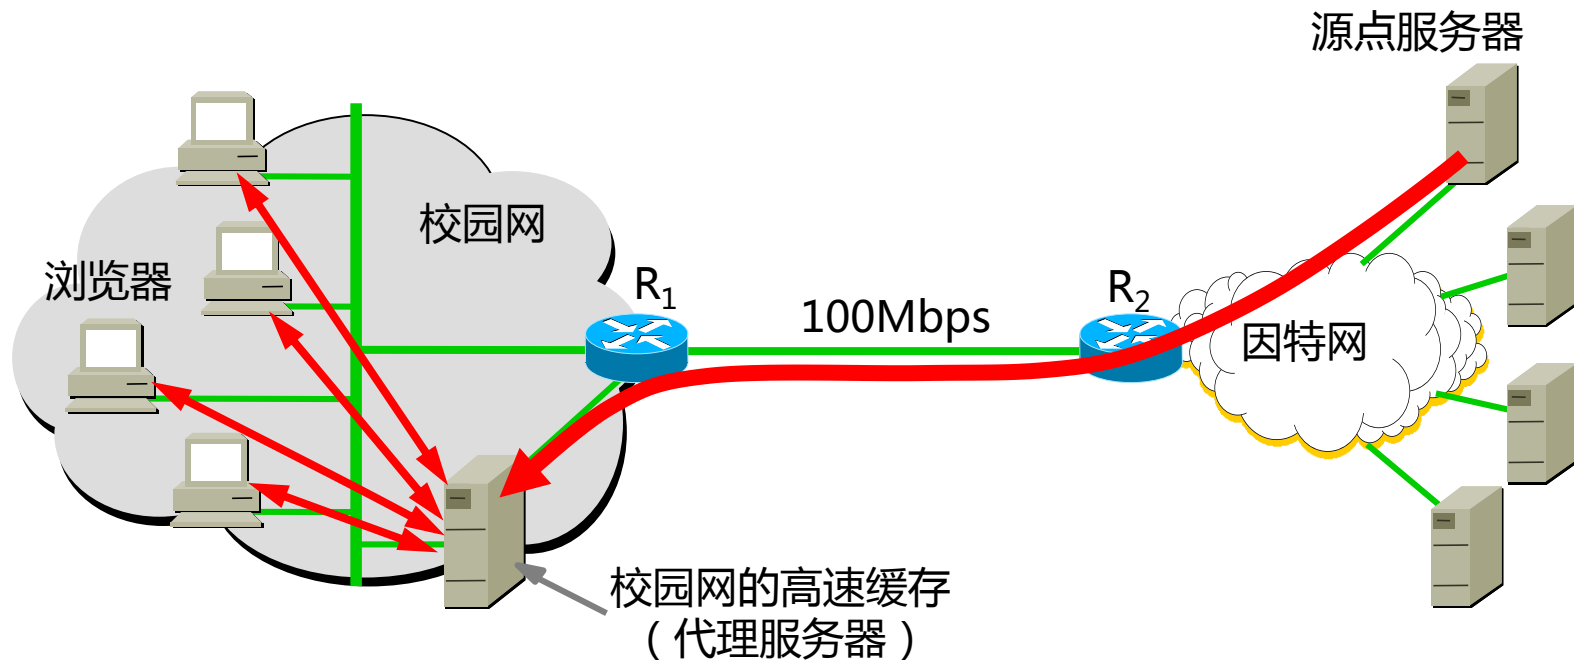 源点服务器
校园网
浏览器
R₁
100Mbps
R₂
因特网
校园网的高速缓存
（代理服务器）